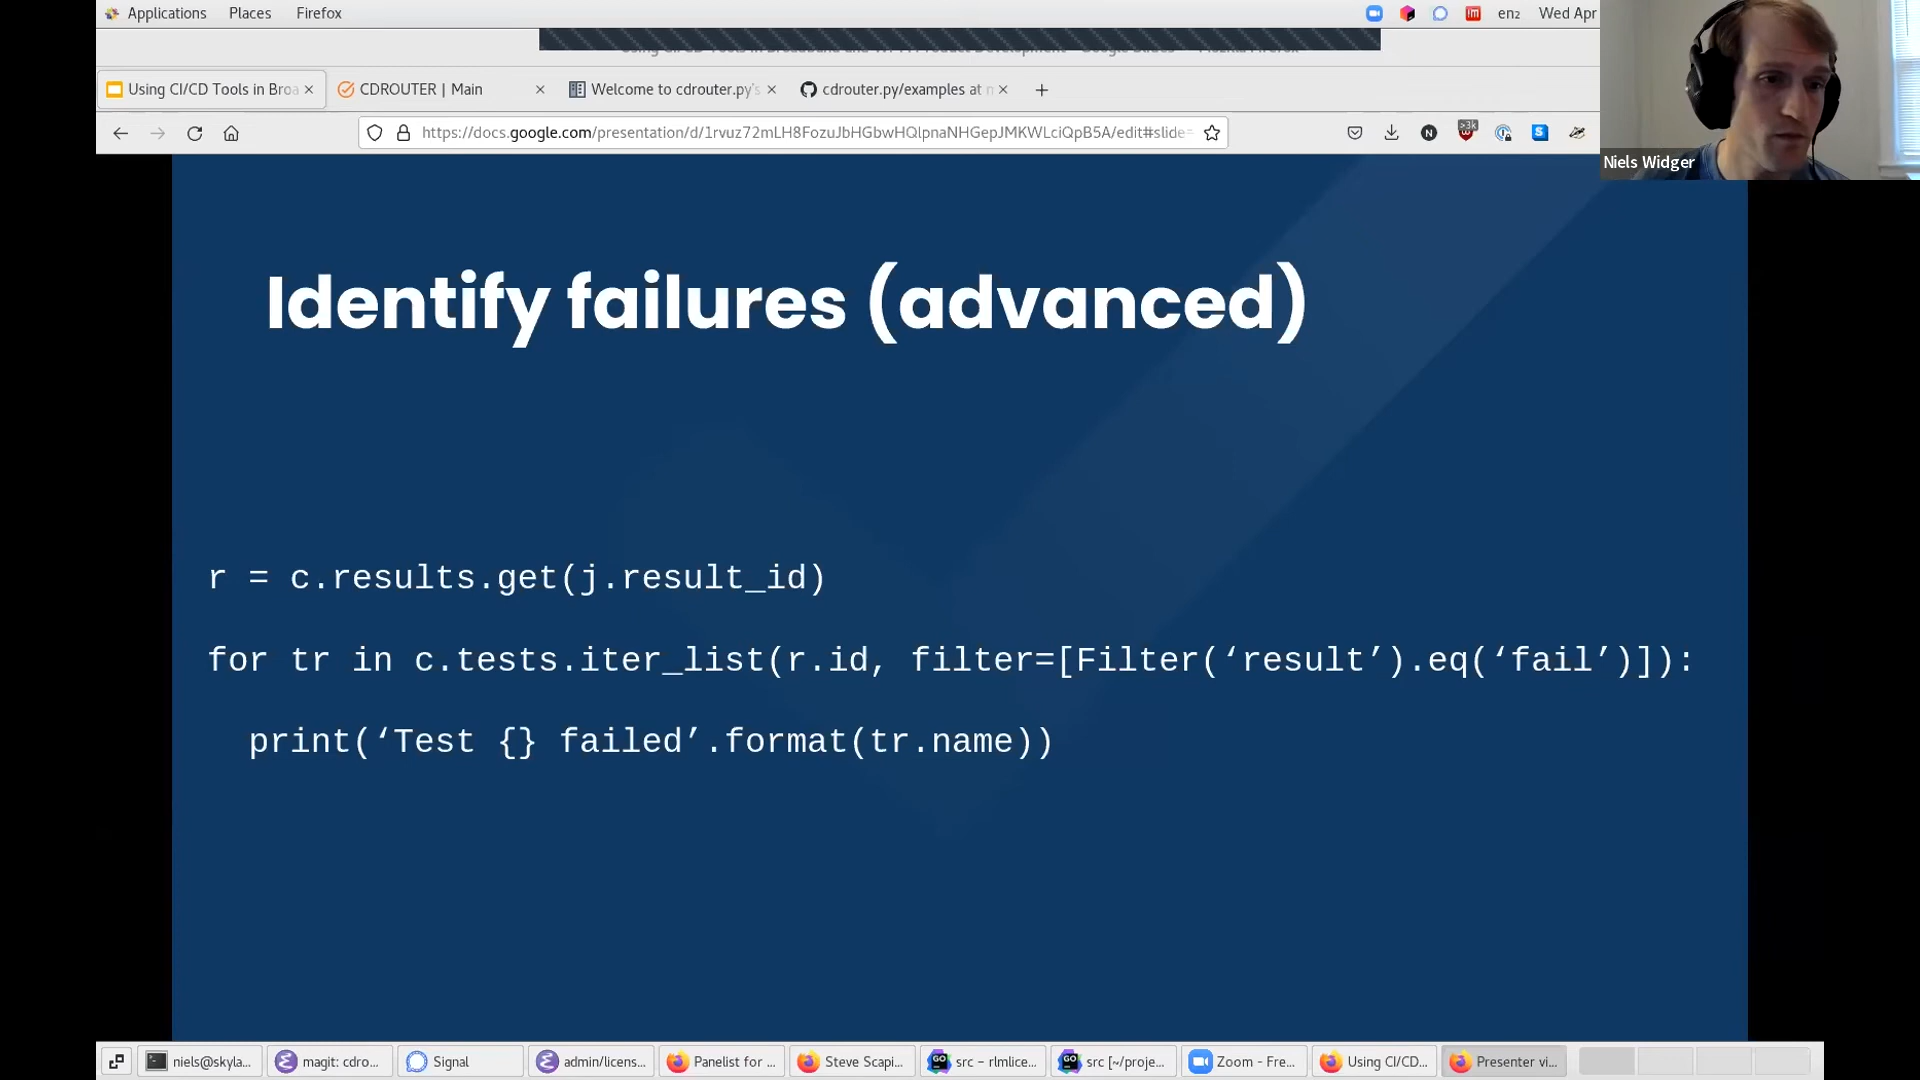 Applications Places Firefox en₂ Wed Apr
Using CI/CD Tools in Broa CDROUTER | Main Welcome to cdrouter.py's cdrouter.py/examples at
https://docs.google.com/presentation/d/1rvuz72mLH8FozuJbHGbwHQlpnaNHGepJMKWLciQpB5A/edit#slide=
>3k
Niels Widger
Identify failures (advanced)
r = c.results.get(j.result_id)
for tr in c.tests.iter_list(r.id, filter=[Filter(‘result’).eq(‘fail’)]):
print(‘Test {} failed’.format(tr.name))
niels@skyla... magit: cdro... Signal admin/licens... Panelist for ... Steve Scapi... src – rlmlice... src [~/proje... Zoom - Fre... Using CI/CD... Presenter vi...